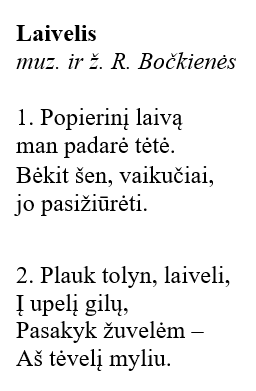 Laivelis
muz. ir ž. R. Bočkienės
1. Popierinį laivą
man padarė tėtė.
Bėkit šen, vaikučiai,
jo pasižiūrėti.
2. Plauk tolyn, laiveli,
Į upelį gilų,
Pasakyk žuvelėm –
Aš tėvelį myliu.